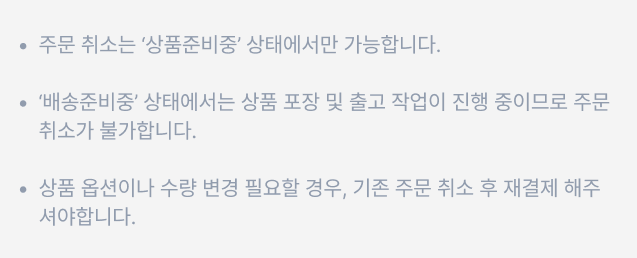 • 주문 취소는 ‘상품준비중’ 상태에서만 가능합니다.
• ‘배송준비중’ 상태에서는 상품 포장 및 출고 작업이 진행 중이므로 주문
취소가 불가합니다.
• 상품 옵션이나 수량 변경 필요할 경우, 기존 주문 취소 후 재결제 해주
셔야합니다.